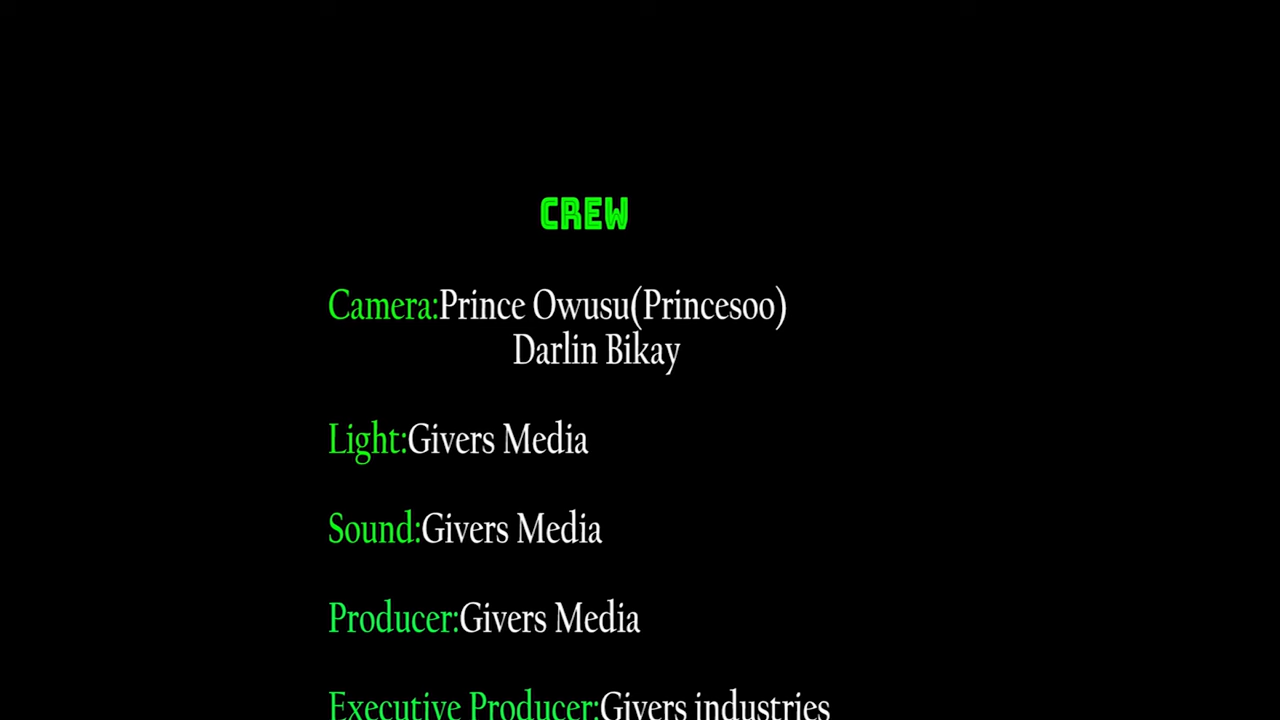 CREW
Camera:Prince Owusu(Princesoo)
Darlin Bikay
Light:Givers Media
Sound:Givers Media
Producer:Givers Media
Executive Producer:Givers industries